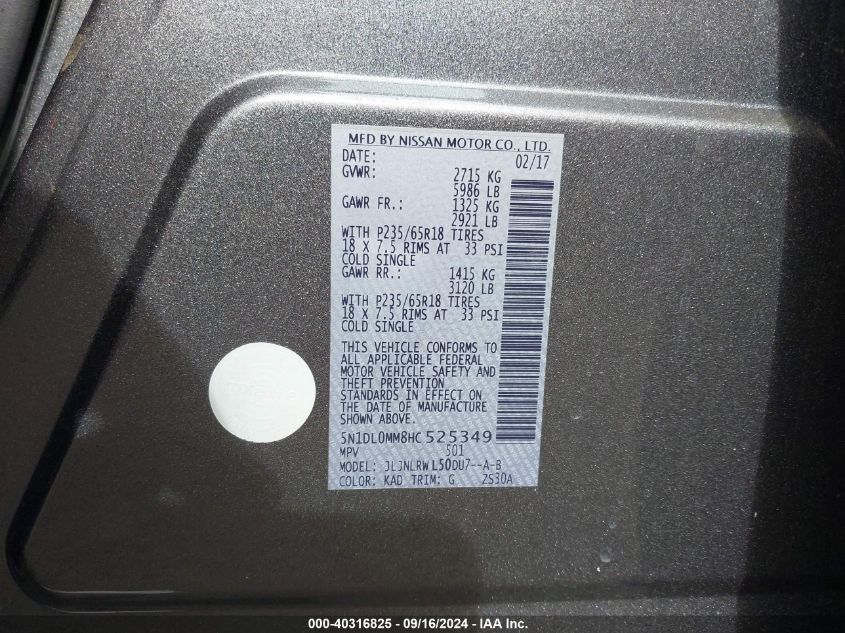 MFD BY NISSAN MOTOR CO., LTD.
DATE: 02/17
GVWR: 2715 KG
5986 LB
GAWR FR.: 1325 KG
2921 LB
WITH P235/65R18 TIRES
18 X 7.5 RIMS AT 33 PSI
COLD SINGLE
GAWR RR.: 1415 KG
3120 LB
WITH P235/65R18 TIRES
18 X 7.5 RIMS AT 33 PSI
COLD SINGLE
THIS VEHICLE CONFORMS TO
ALL APPLICABLE FEDERAL
MOTOR VEHICLE SAFETY AND
THEFT PREVENTION
STANDARDS IN EFFECT ON
THE DATE OF MANUFACTURE
SHOWN ABOVE.
5N1DL0MM8HC 525349
MPV 501
MODEL: JLJNLRWL50DU7--A-B
COLOR: KAD TRIM: G 2S30A
000-40316825 - 09/16/2024 - IAA Inc.